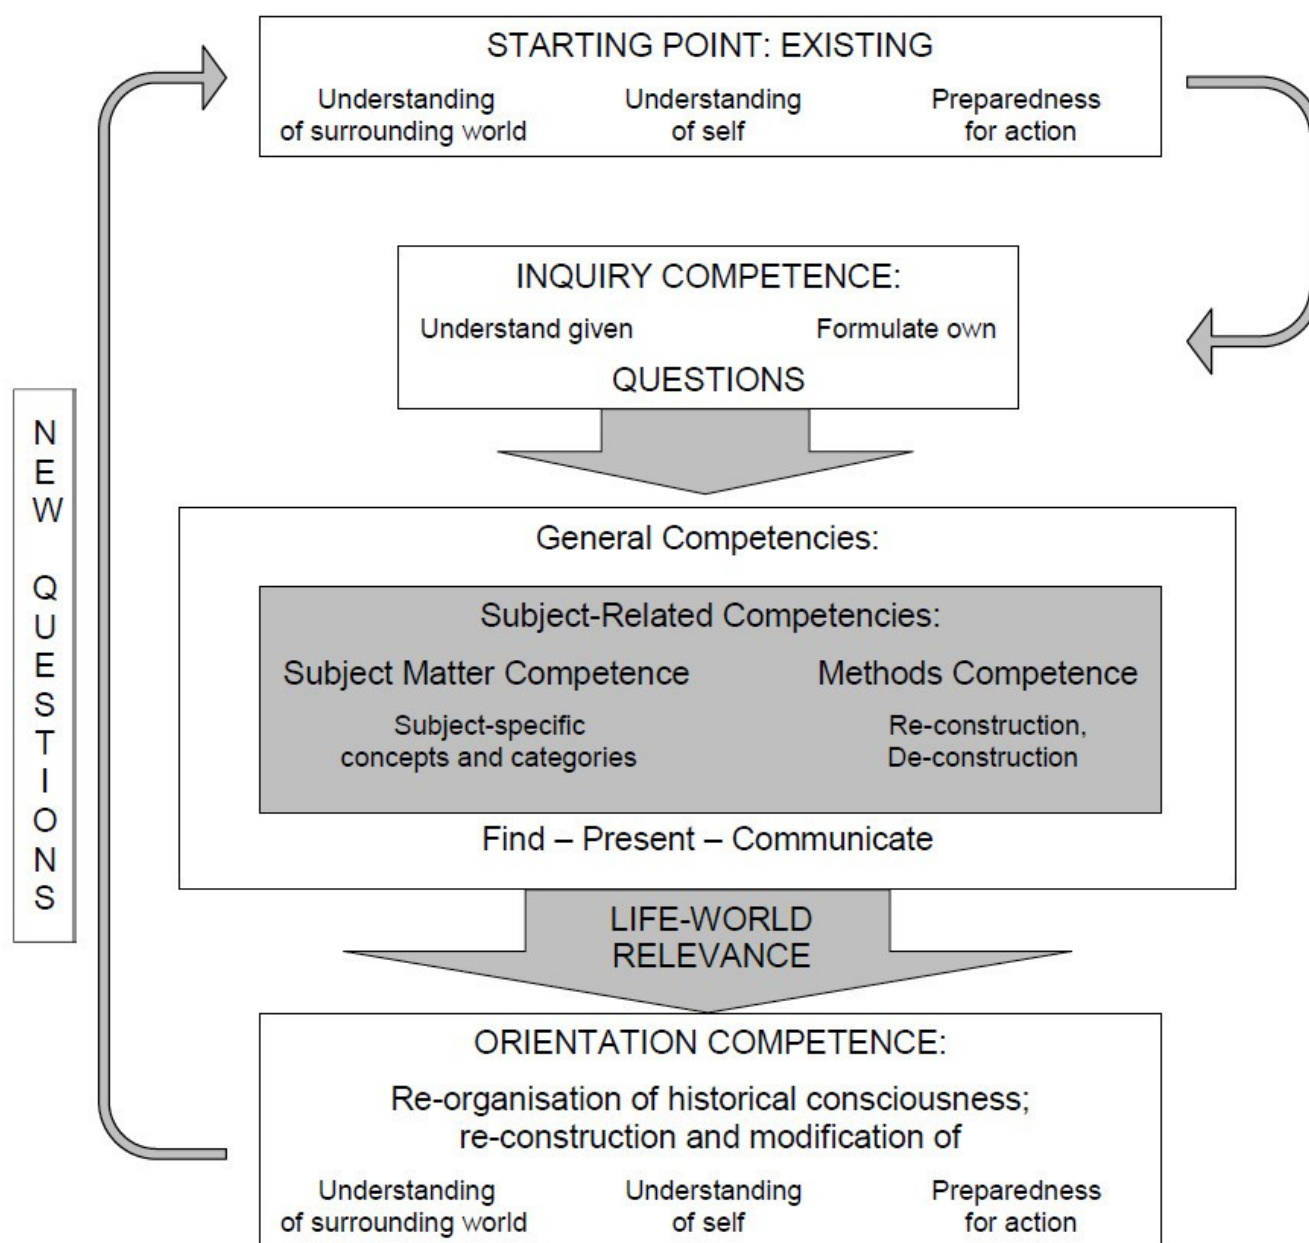 STARTING POINT: EXISTING
Understanding of surrounding world
Understanding of self
Preparedness for action
INQUIRY COMPETENCE:
Understand given
Formulate own
QUESTIONS
NEW QUESTIONS
General Competencies:
Subject-Related Competencies:
Subject Matter Competence
Methods Competence
Subject-specific
concepts and categories
Re-construction,
De-construction
Find – Present – Communicate
LIFE-WORLD
RELEVANCE
ORIENTATION COMPETENCE:
Re-organisation of historical consciousness;
re-construction and modification of
Understanding
of surrounding world
Understanding
of self
Preparedness
for action